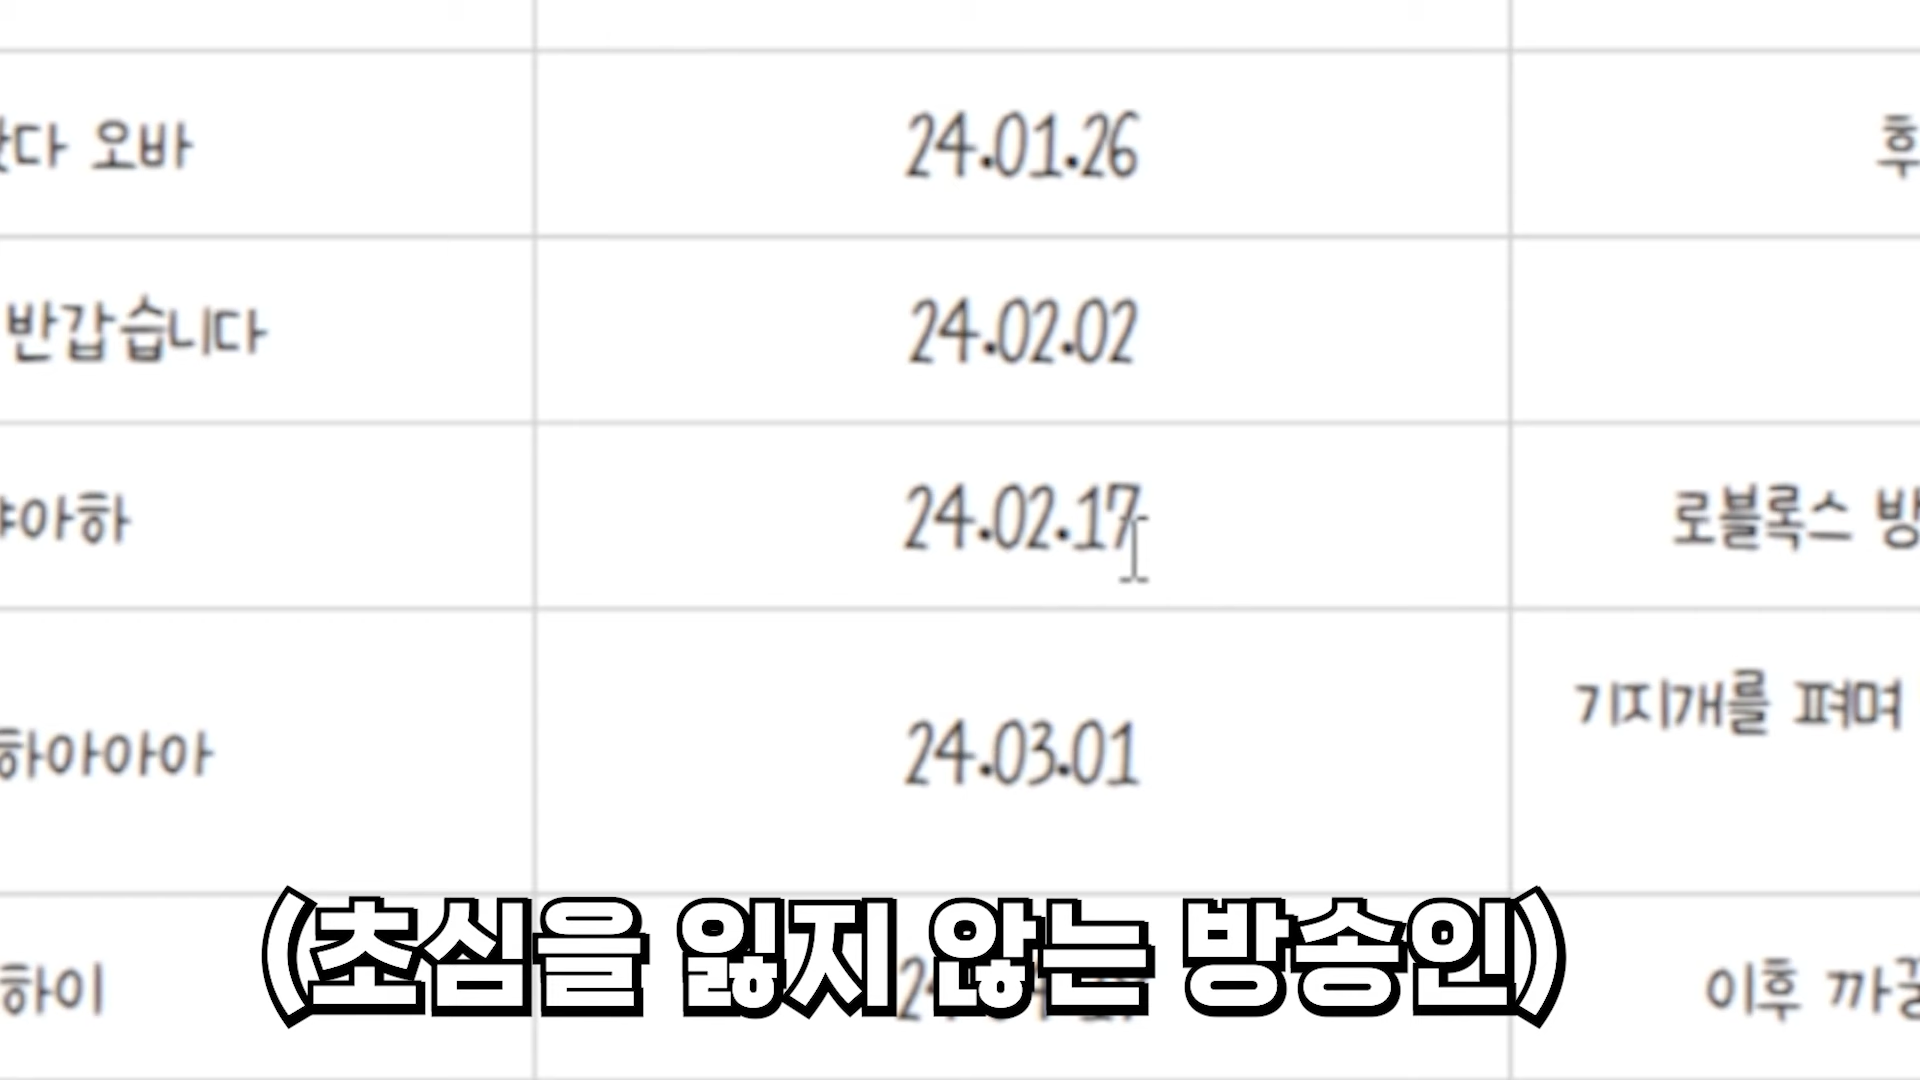 다 오바 24.01.26 후
반갑습니다 24.02.02
아하 24.02.17 로블록스 방
기지개를 펴며
하아아아 24.03.01
하이 이후 까꿍
(초심을 잃지 않는 방송인)